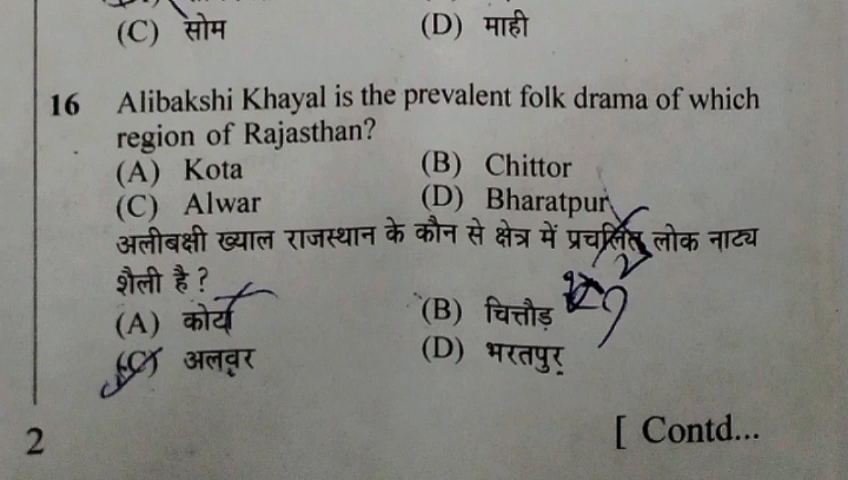 (C) सोम (D) माही
16 Alibakshi Khayal is the prevalent folk drama of which
region of Rajasthan?
(A) Kota (B) Chittor
(C) Alwar (D) Bharatpur
अलीबक्षी ख्याल राजस्थान के कौन से क्षेत्र में प्रचलित लोक नाट्य
शैली है ?
(A) कोटा (B) चित्तौड़
(C) अलवर (D) भरतपुर
2 [ Contd...